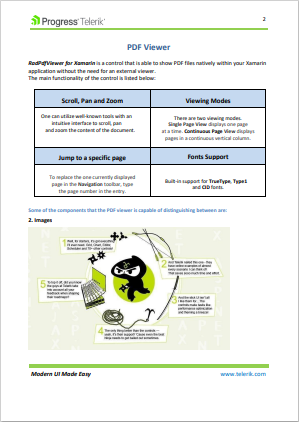 Progress Telerik
2
PDF Viewer
RadPdfViewer for Xamarin is a control that is able to show PDF files natively within your Xamarin
application without the need for an external viewer.
The main functionality of the control is listed below:
Scroll, Pan and Zoom
One can utilize well-known tools with an
intuitive interface to scroll, pan
and zoom the content of the document.
Viewing Modes
There are two viewing modes.
Single Page View displays one page
at a time. Continuous Page View displays
pages in a continuous vertical column.
Jump to a specific page
To replace the one currently displayed
page in the Navigation toolbar, type
the page number in the entry.
Fonts Support
Built-in support for TrueType, Type1
and CID fonts.
Some of the components that the PDF viewer is capable of distinguishing between are:
2. Images
1
2
3
4
5
Modern UI Made Easy
www.telerik.com